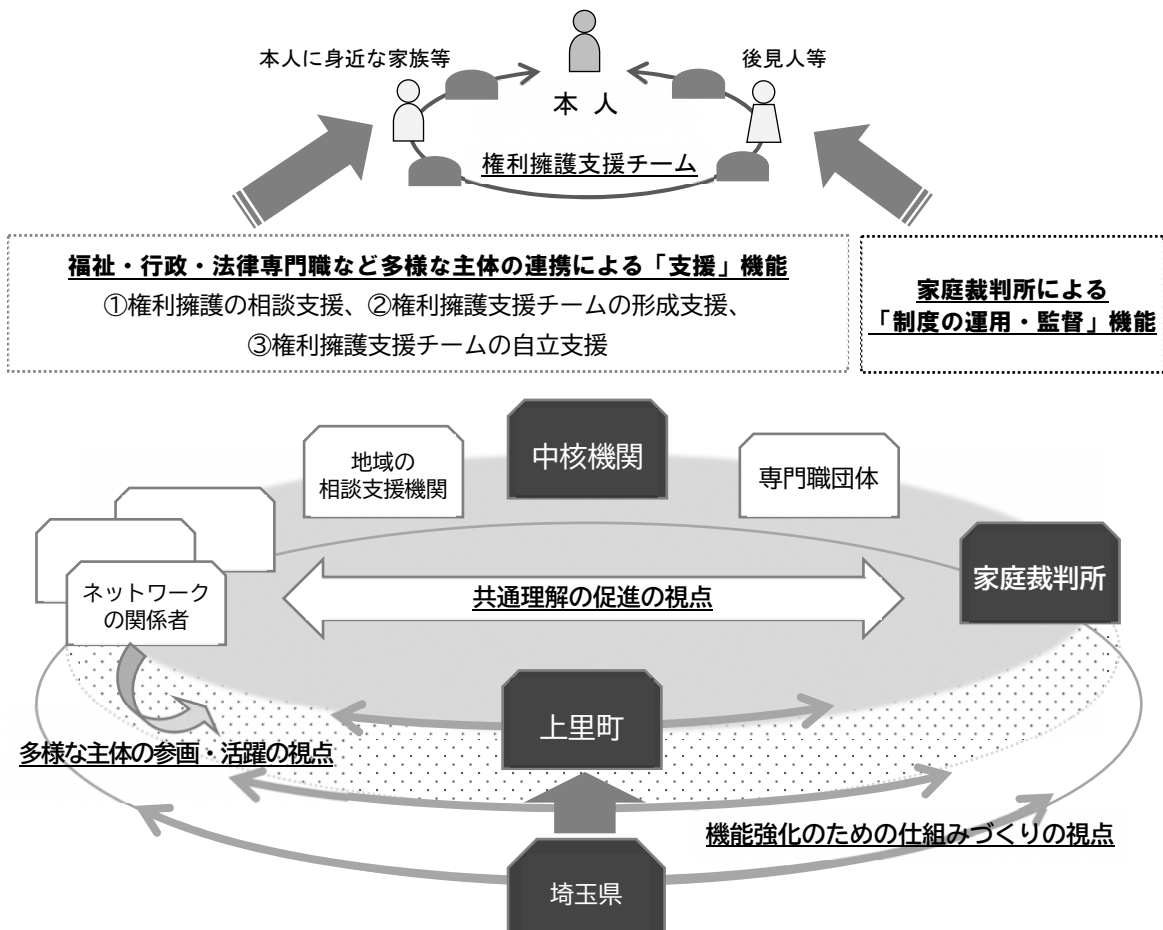 本人に身近な家族等
後見人等
本 人
権利擁護支援チーム
福祉・行政・法律専門職など多様な主体の連携による「支援」機能
①権利擁護の相談支援、②権利擁護支援チームの形成支援、
③権利擁護支援チームの自立支援
家庭裁判所による
「制度の運用・監督」機能
地域の
相談支援機関
中核機関
専門職団体
ネットワーク
の関係者
共通理解の促進の視点
家庭裁判所
上里町
多様な主体の参画・活躍の視点
機能強化のための仕組みづくりの視点
埼玉県